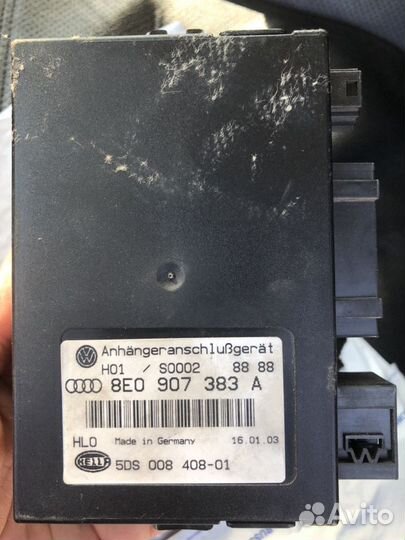 Anhängeranschlußgerät
H01 / S0002 88 88
8E0 907 383 A
HLO Made in Germany 16.01.03
HELLA 5DS 008 408-01
Avito